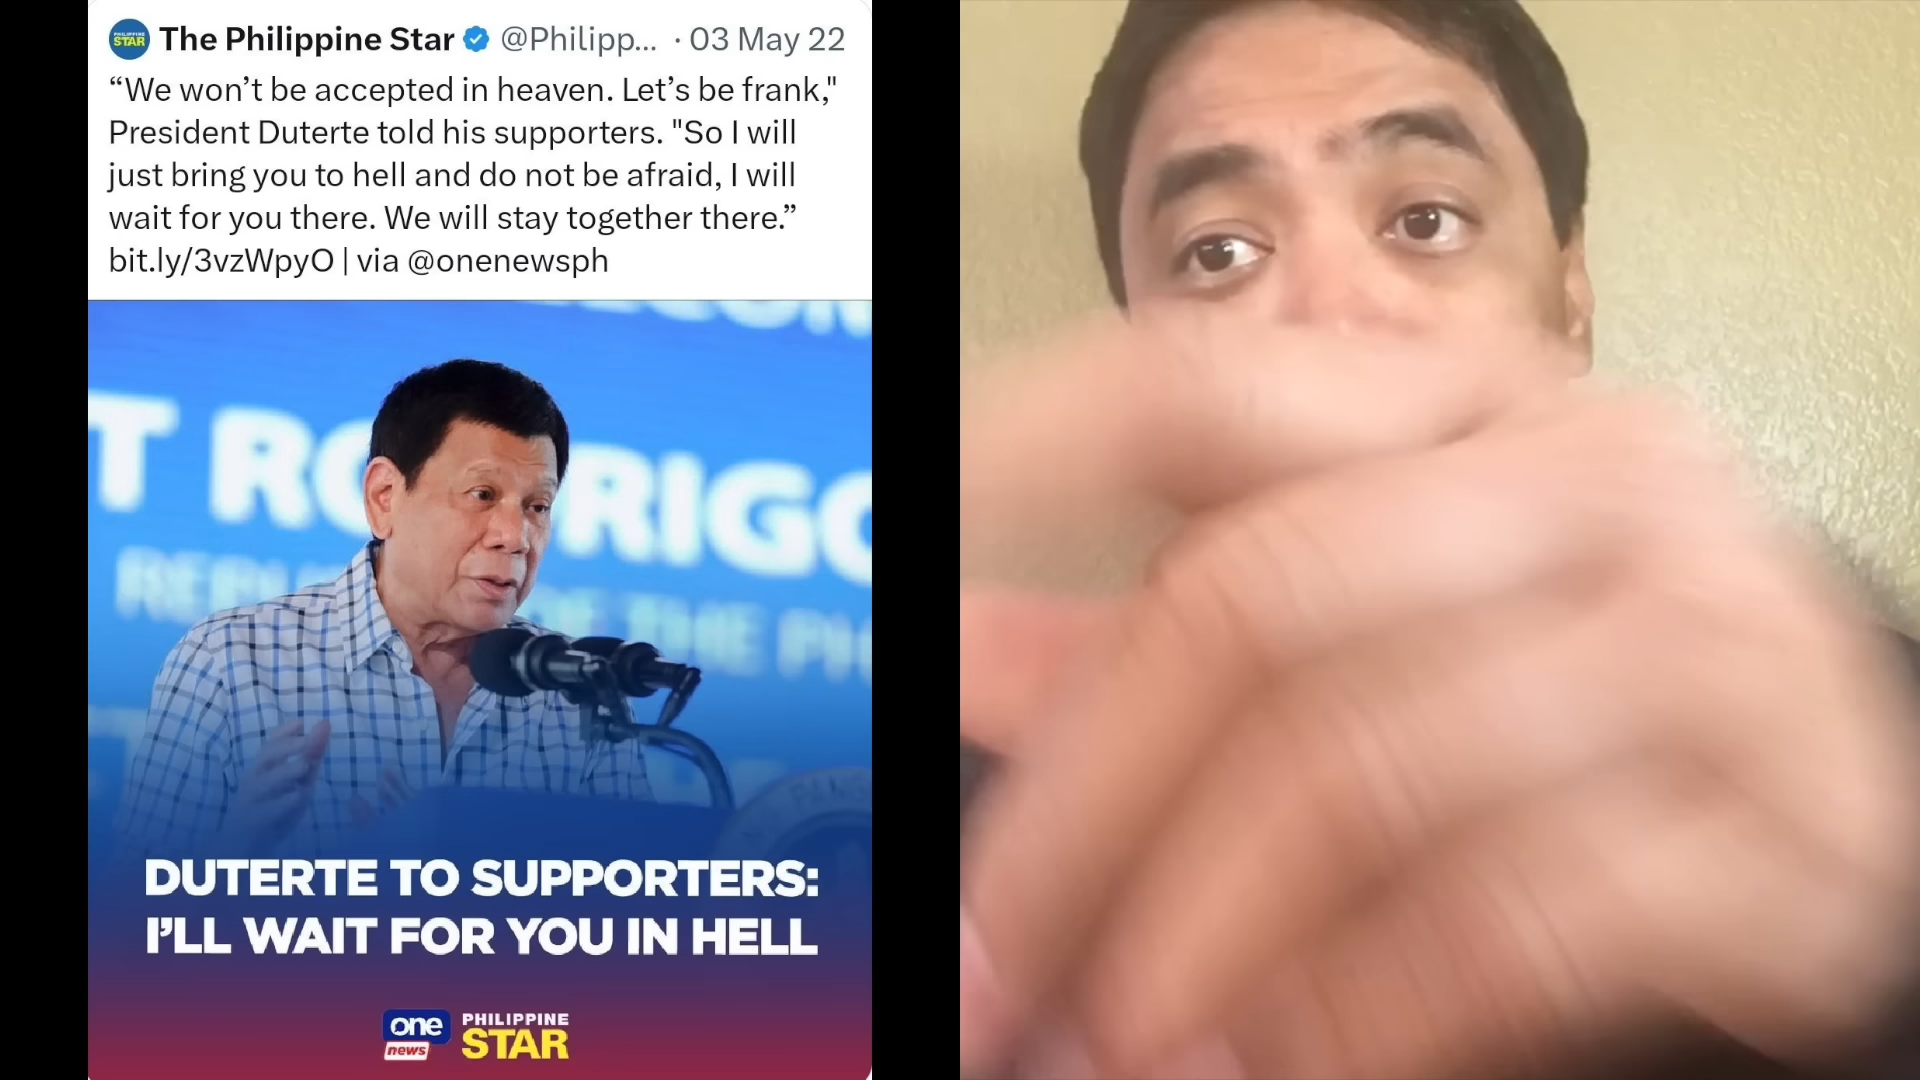 The Philippine Star @Philipp... · 03 May 22
“We won’t be accepted in heaven. Let’s be frank,"
President Duterte told his supporters. "So I will
just bring you to hell and do not be afraid, I will
wait for you there. We will stay together there.”
bit.ly/3vzWpyO | via @onenewsph
T RODRIGO
DUTERTE TO SUPPORTERS:
I’LL WAIT FOR YOU IN HELL
one
news
PHILIPPINE
STAR